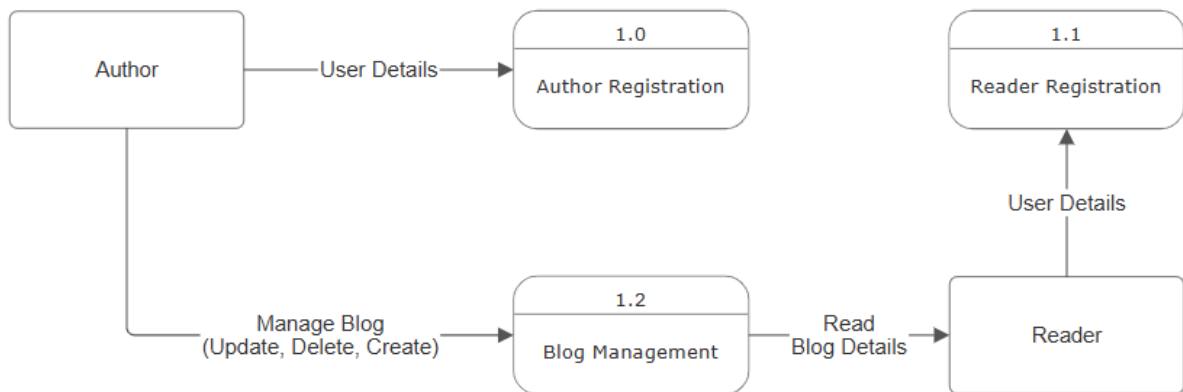 Author
User Details
1.0
Author Registration
1.1
Reader Registration
User Details
Manage Blog
(Update, Delete, Create)
1.2
Blog Management
Read
Blog Details
Reader